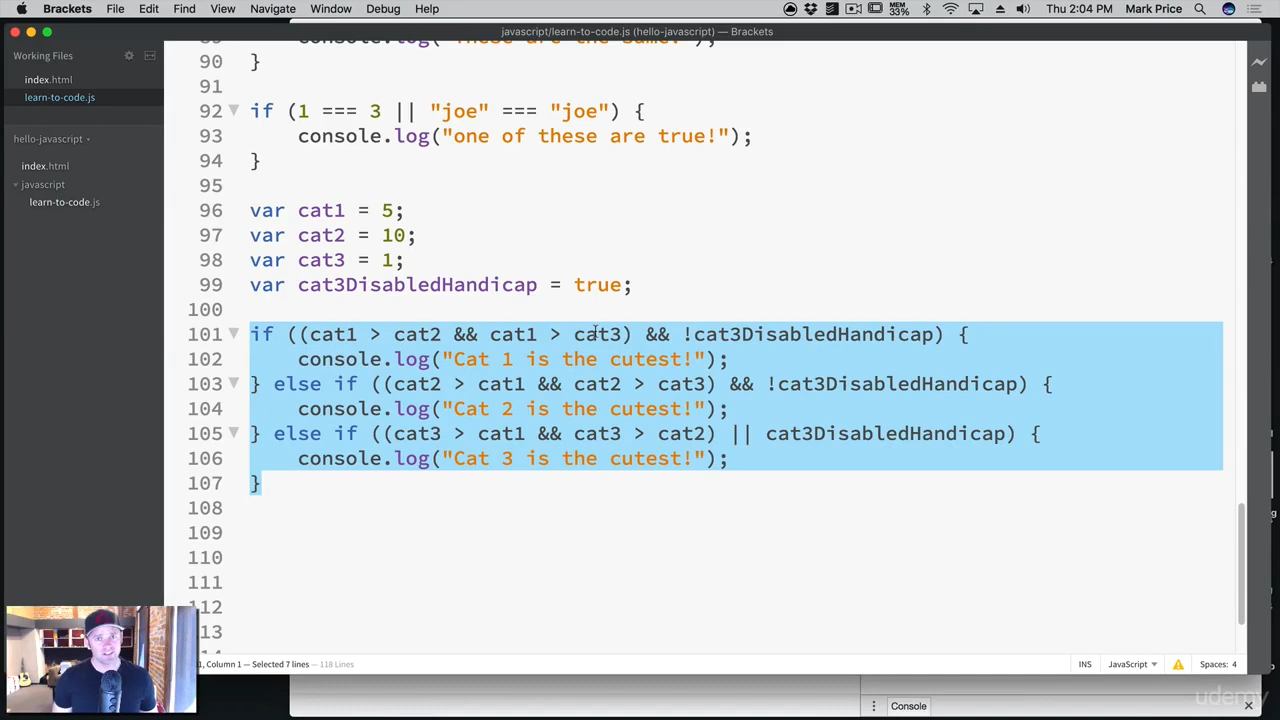 Brackets File Edit Find View Navigate Window Debug Help MEM 33% Thu 2:04 PM Mark Price
javascript/learn-to-code.js (hello-javascript) — Brackets
Working Files
index.html
learn-to-code.js
hello-javascript
index.html
javascript
learn-to-code.js
90 }
91
92 if (1 === 3 || "joe" === "joe") {
93 console.log("one of these are true!");
94 }
95
96 var cat1 = 5;
97 var cat2 = 10;
98 var cat3 = 1;
99 var cat3DisabledHandicap = true;
100
101 if ((cat1 > cat2 && cat1 > cat3) && !cat3DisabledHandicap) {
102 console.log("Cat 1 is the cutest!");
103 } else if ((cat2 > cat1 && cat2 > cat3) && !cat3DisabledHandicap) {
104 console.log("Cat 2 is the cutest!");
105 } else if ((cat3 > cat1 && cat3 > cat2) || cat3DisabledHandicap) {
106 console.log("Cat 3 is the cutest!");
107 }
108
109
110
111
112
13
1, Column 1 — Selected 7 lines — 118 Lines INS JavaScript Spaces: 4
udemy
Console